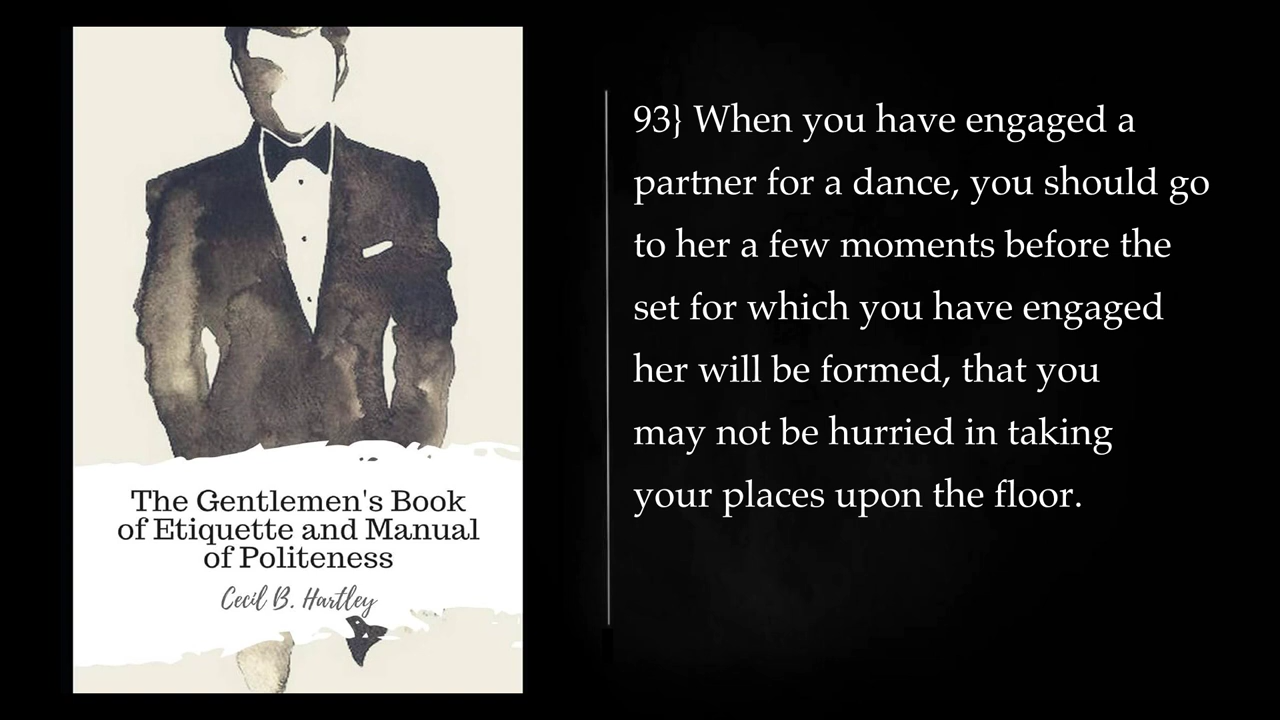 The Gentlemen's Book
of Etiquette and Manual
of Politeness
Cecil B. Hartley
93} When you have engaged a
partner for a dance, you should go
to her a few moments before the
set for which you have engaged
her will be formed, that you
may not be hurried in taking
your places upon the floor.